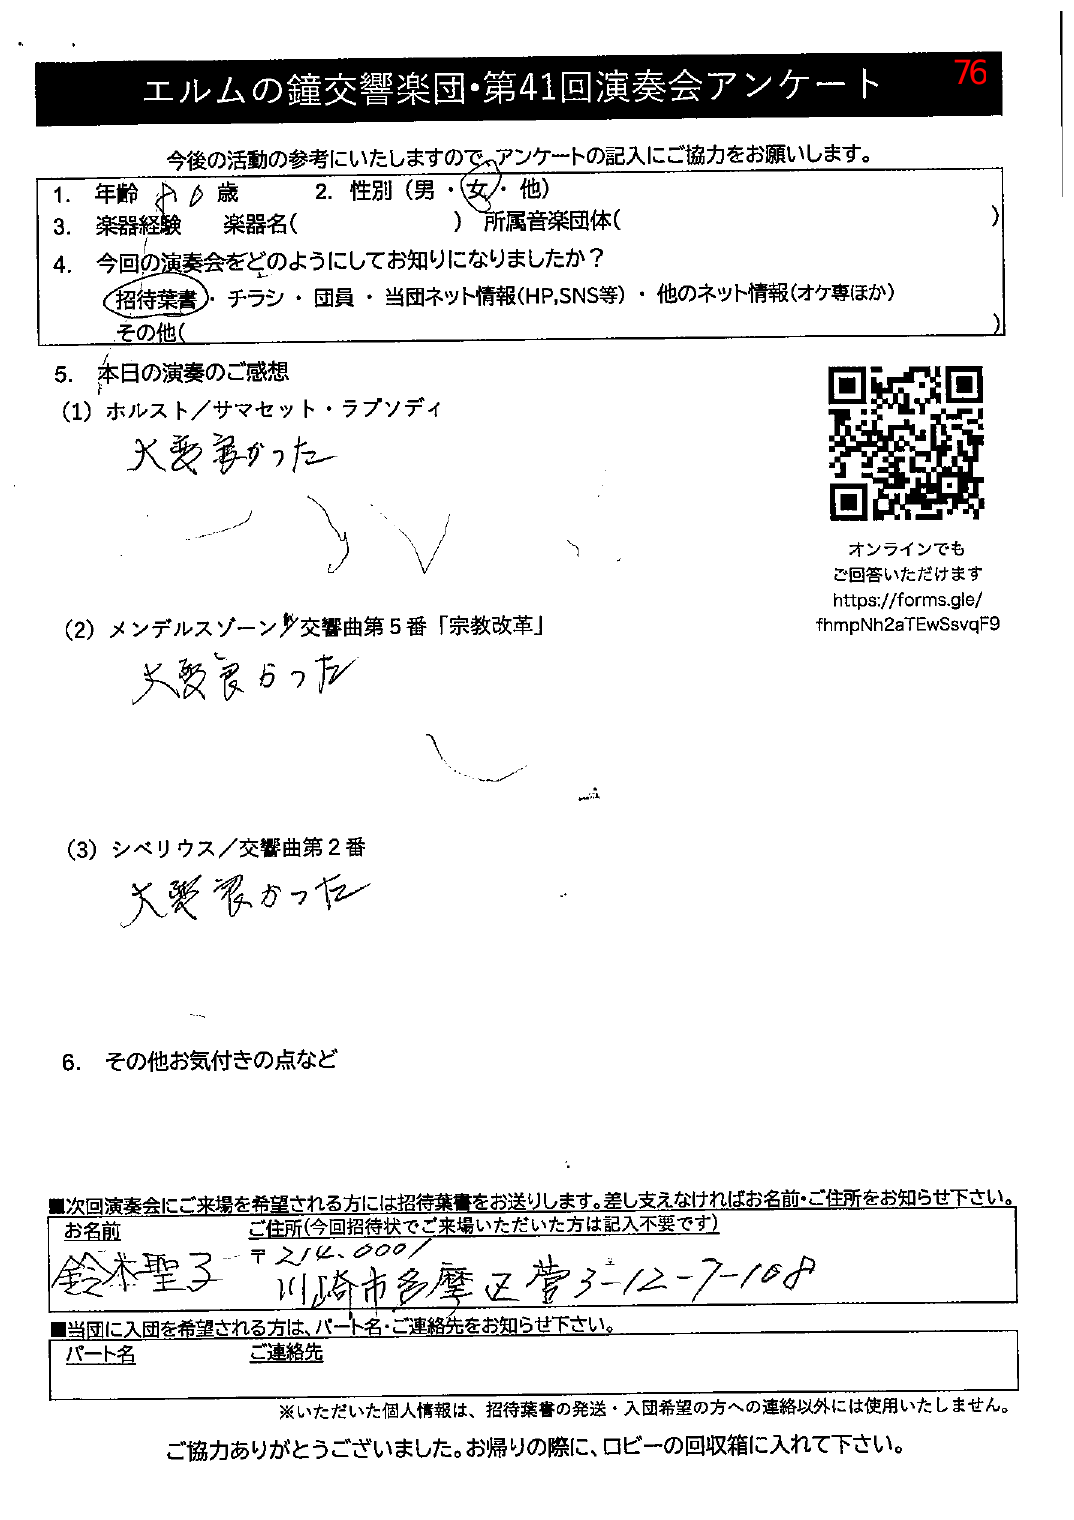 76
エルムの鐘交響楽団・第41回演奏会アンケート
今後の活動の参考にいたしますので、アンケートの記入にご協力をお願いします。
1. 年齢 80 歳 2. 性別（男 ・ 女 ・ 他）
3. 楽器経験 楽器名( ) 所属音楽団体( )
4. 今回の演奏会をどのようにしてお知りになりましたか？
招待葉書 ・ チラシ ・ 団員 ・ 当団ネット情報(HP,SNS等) ・ 他のネット情報(オケ専ほか)
その他( )
5. 本日の演奏のご感想
(1) ホルスト／サマセット・ラプソディ
大変良かった
オンラインでも
ご回答いただけます
https://forms.gle/
fhmpNh2aTEwSsvqF9
(2) メンデルスゾーン／交響曲第５番「宗教改革」
大変良かった
(3) シベリウス／交響曲第２番
大変良かった
6. その他お気付きの点など
■次回演奏会にご来場を希望される方には招待葉書をお送りします。差し支えなければお名前・ご住所をお知らせ下さい。
お名前 ご住所(今回招待状でご来場いただいた方は記入不要です)
鈴木聖子 〒214-0001
川崎市多摩区菅3-12-7-108
■当団に入団を希望される方は、パート名・ご連絡先をお知らせ下さい。
パート名 ご連絡先
※いただいた個人情報は、招待葉書の発送・入団希望の方への連絡以外には使用いたしません。
ご協力ありがとうございました。お帰りの際に、ロビーの回収箱に入れて下さい。